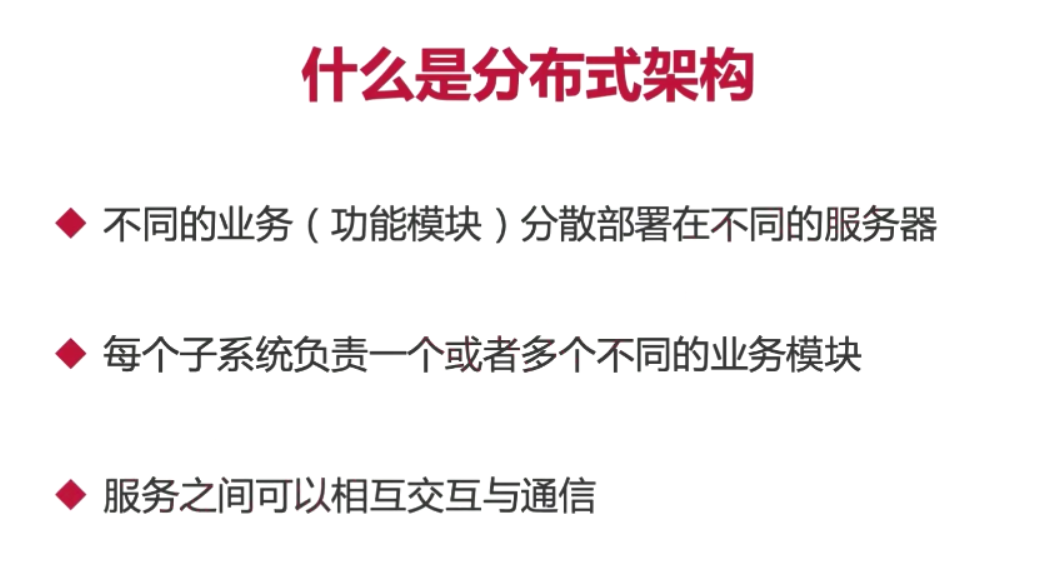 什么是分布式架构
不同的业务（功能模块）分散部署在不同的服务器
每个子系统负责一个或者多个不同的业务模块
服务之间可以相互交互与通信